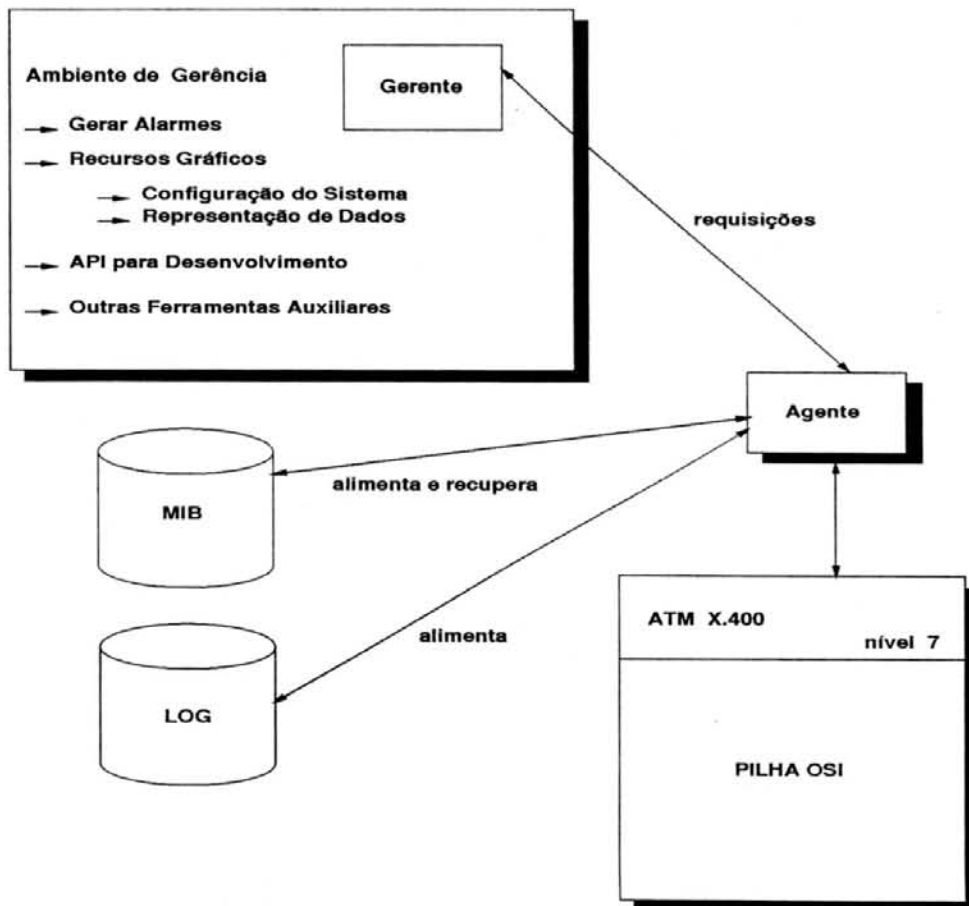 Ambiente de Gerência
Gerente
Gerar Alarmes
Recursos Gráficos
Configuração do Sistema
Representação de Dados
API para Desenvolvimento
Outras Ferramentas Auxiliares
requisições
Agente
alimenta e recupera
MIB
alimenta
LOG
ATM X.400
nível 7
PILHA OSI